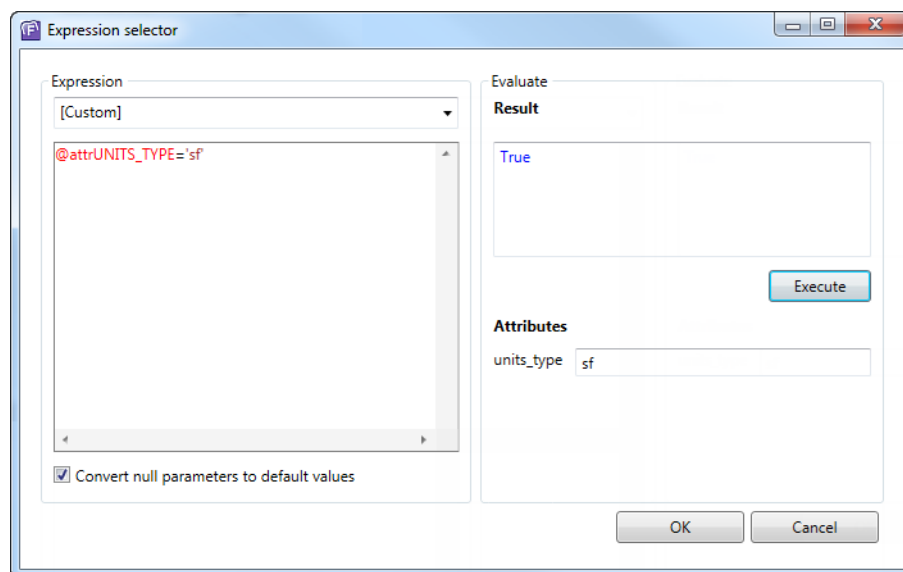 Expression selector
Expression
[Custom]
@attrUNITS_TYPE='sf'
Convert null parameters to default values
Evaluate
Result
True
Execute
Attributes
units_type
sf
OK
Cancel